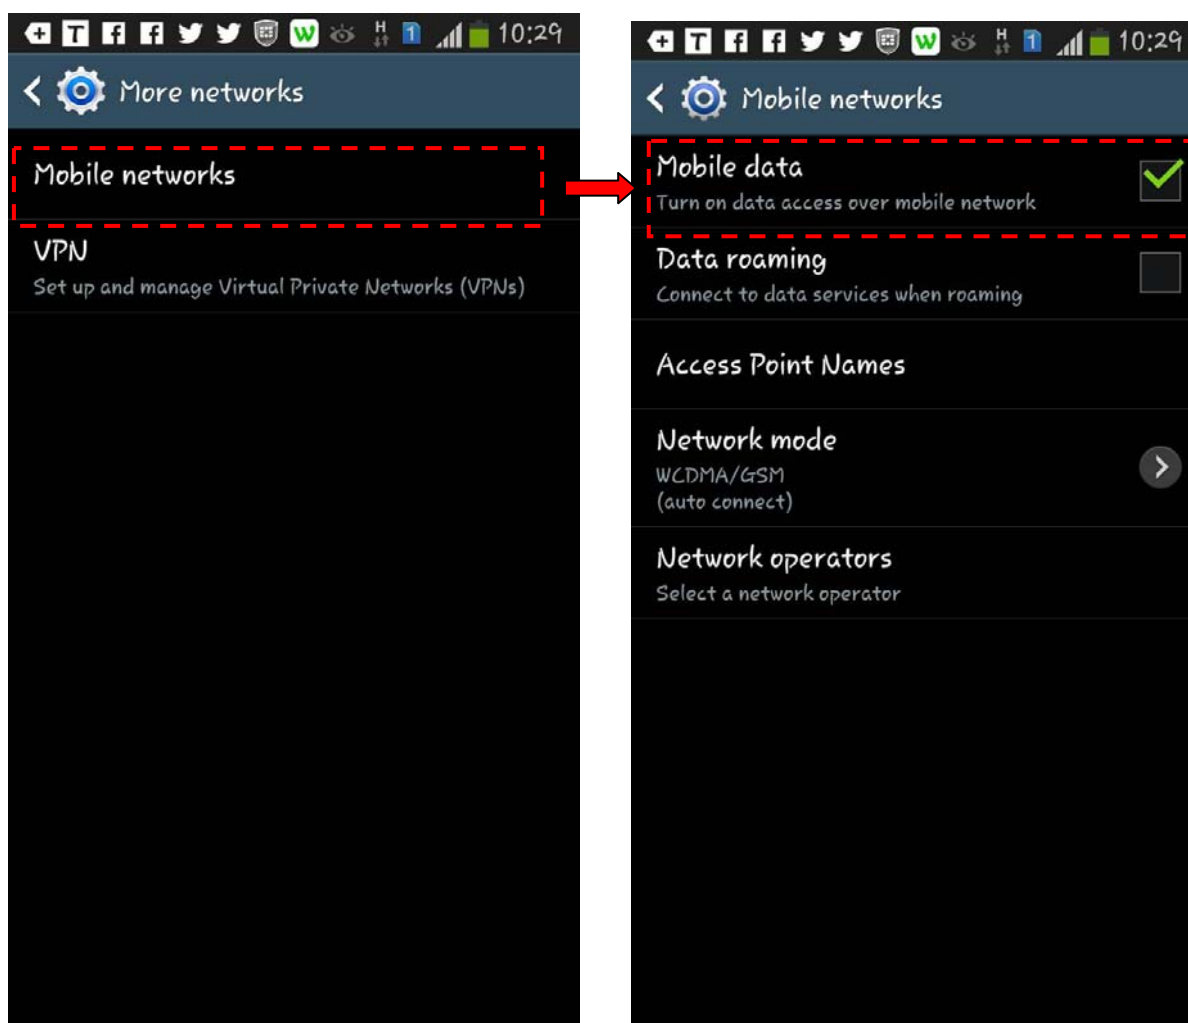 10:29
More networks
Mobile networks
VPN
Set up and manage Virtual Private Networks (VPNs)
10:29
Mobile networks
Mobile data
Turn on data access over mobile network
Data roaming
Connect to data services when roaming
Access Point Names
Network mode
WCDMA/GSM
(auto connect)
Network operators
Select a network operator